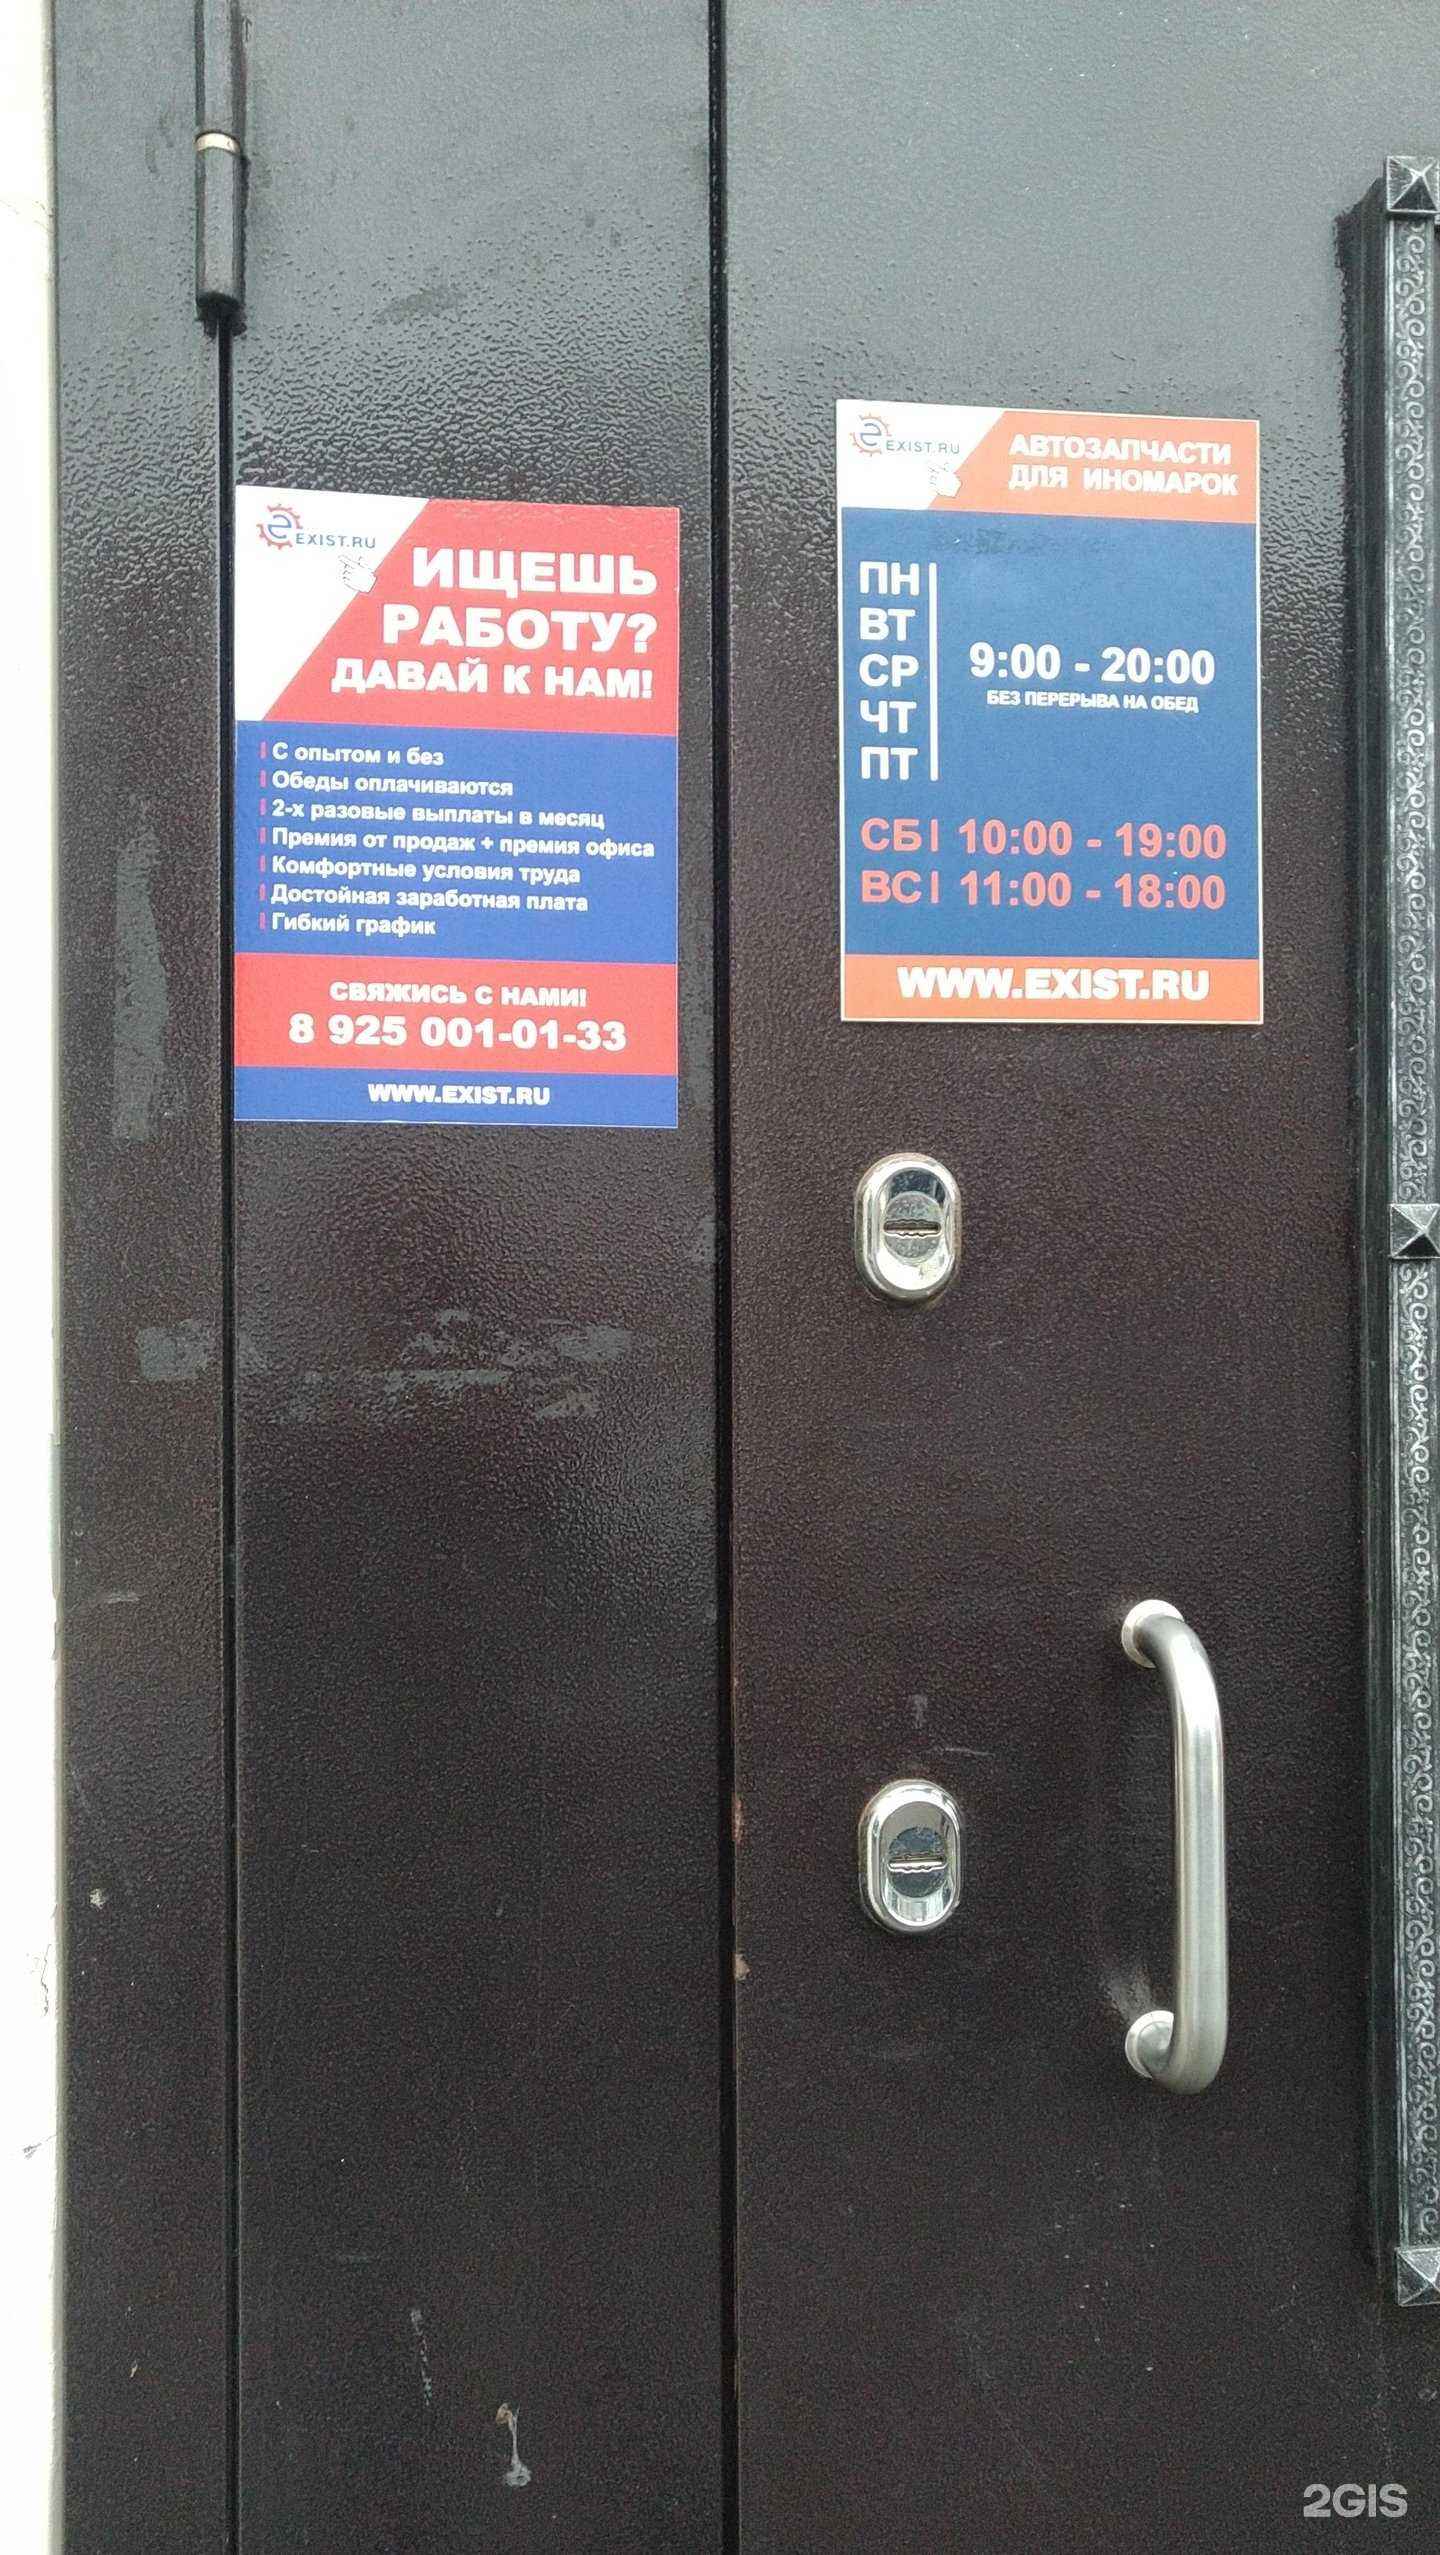 EXIST.RU
ИЩЕШЬ
РАБОТУ?
ДАВАЙ К НАМ!
С опытом и без
Обеды оплачиваются
2-х разовые выплаты в месяц
Премия от продаж + премия офиса
Комфортные условия труда
Достойная заработная плата
Гибкий график
СВЯЖИСЬ С НАМИ!
8 925 001-01-33
WWW.EXIST.RU
EXIST.RU
АВТОЗАПЧАСТИ
ДЛЯ ИНОМАРОК
ПН
ВТ
СР
ЧТ
ПТ
9:00 - 20:00
БЕЗ ПЕРЕРЫВА НА ОБЕД
СБ 10:00 - 19:00
ВС 11:00 - 18:00
WWW.EXIST.RU
2GIS